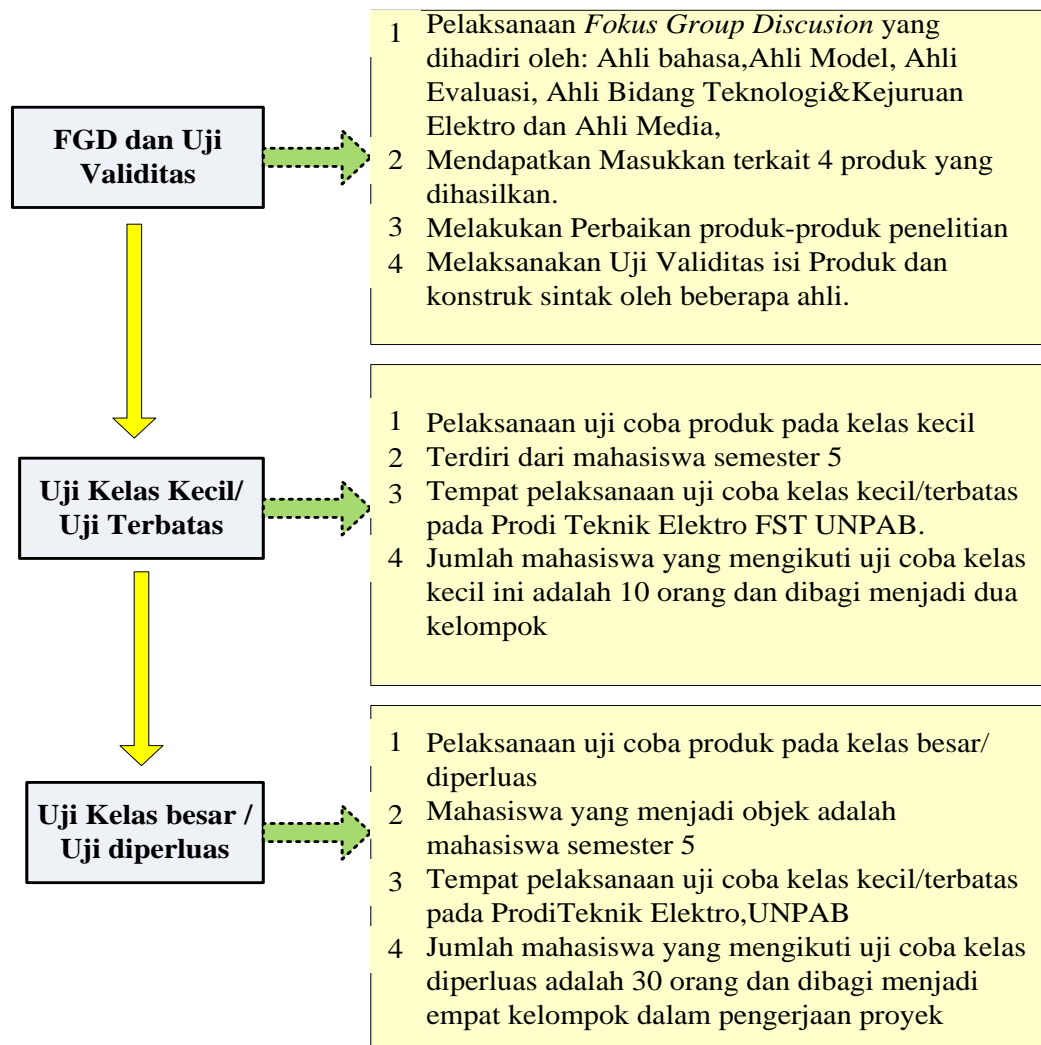 FGD dan Uji
Validitas
1 Pelaksanaan Fokus Group Discusion yang
dihadiri oleh: Ahli bahasa,Ahli Model, Ahli
Evaluasi, Ahli Bidang Teknologi&Kejuruan
Elektro dan Ahli Media,
2 Mendapatkan Masukkan terkait 4 produk yang
dihasilkan.
3 Melakukan Perbaikan produk-produk penelitian
4 Melaksanakan Uji Validitas isi Produk dan
konstruk sintak oleh beberapa ahli.
Uji Kelas Kecil/
Uji Terbatas
1 Pelaksanaan uji coba produk pada kelas kecil
2 Terdiri dari mahasiswa semester 5
3 Tempat pelaksanaan uji coba kelas kecil/terbatas
pada Prodi Teknik Elektro FST UNPAB.
4 Jumlah mahasiswa yang mengikuti uji coba kelas
kecil ini adalah 10 orang dan dibagi menjadi dua
kelompok
Uji Kelas besar /
Uji diperluas
1 Pelaksanaan uji coba produk pada kelas besar/
diperluas
2 Mahasiswa yang menjadi objek adalah
mahasiswa semester 5
3 Tempat pelaksanaan uji coba kelas kecil/terbatas
pada ProdiTeknik Elektro,UNPAB
4 Jumlah mahasiswa yang mengikuti uji coba kelas
diperluas adalah 30 orang dan dibagi menjadi
empat kelompok dalam pengerjaan proyek